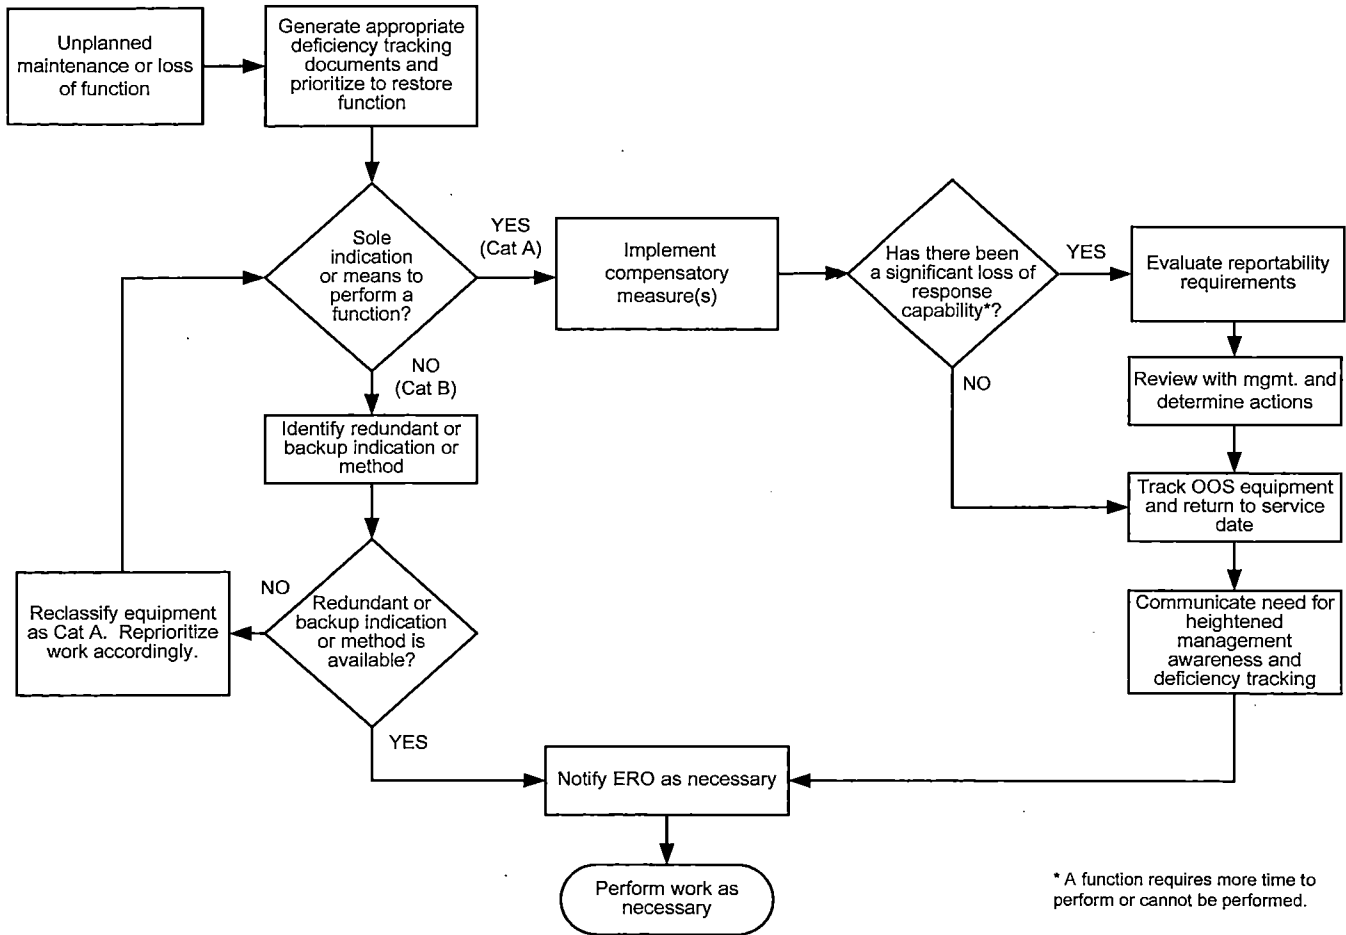 Unplanned
maintenance or loss
of function
Generate appropriate
deficiency tracking
documents and
prioritize to restore
function
Sole
indication
or means to
perform a
function?
YES
(Cat A)
Implement
compensatory
measure(s)
Has there been
a significant loss of
response
capability*?
YES
Evaluate reportability
requirements
Review with mgmt. and
determine actions
NO
Track OOS equipment
and return to service
date
Communicate need for
heightened
management
awareness and
deficiency tracking
NO
(Cat B)
Identify redundant or
backup indication or
method
Redundant or
backup indication
or method is
available?
NO
Reclassify equipment
as Cat A. Reprioritize
work accordingly.
YES
Notify ERO as necessary
Perform work as
necessary
* A function requires more time to
perform or cannot be performed.